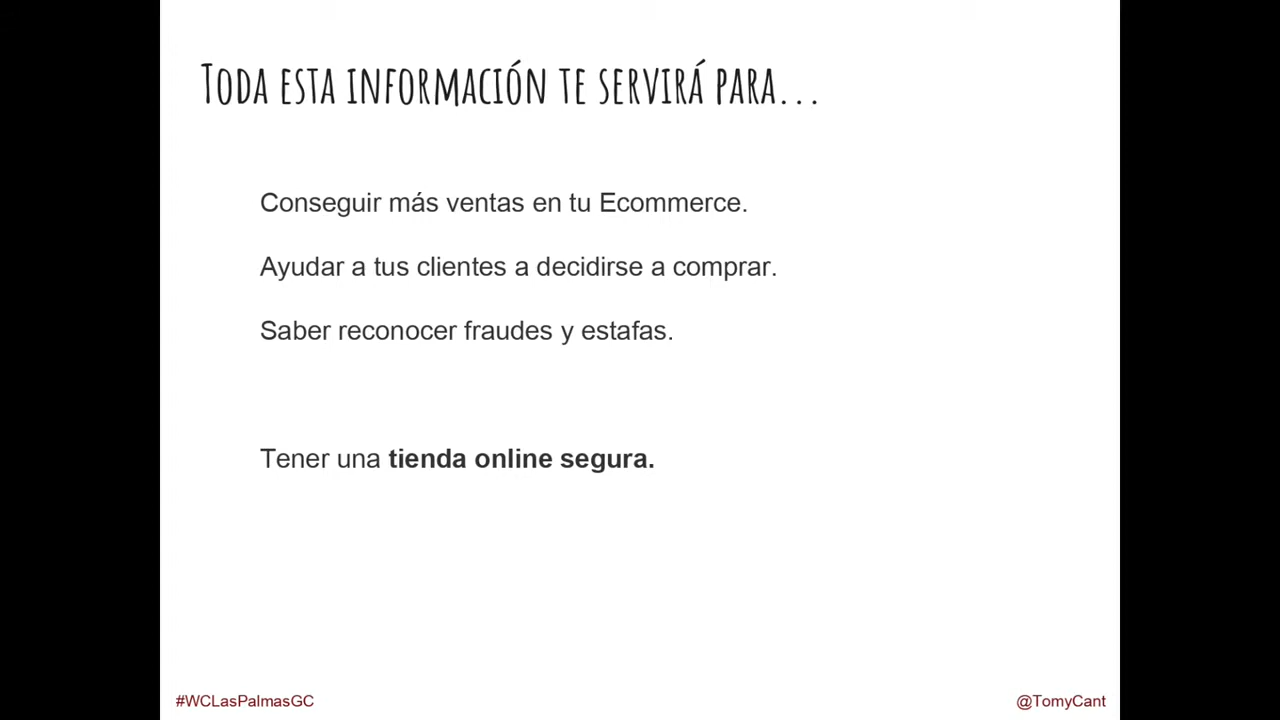 Toda esta información te servirá para...
Conseguir más ventas en tu Ecommerce.
Ayudar a tus clientes a decidirse a comprar.
Saber reconocer fraudes y estafas.
Tener una tienda online segura.
#WCLasPalmasGC
@TomyCant